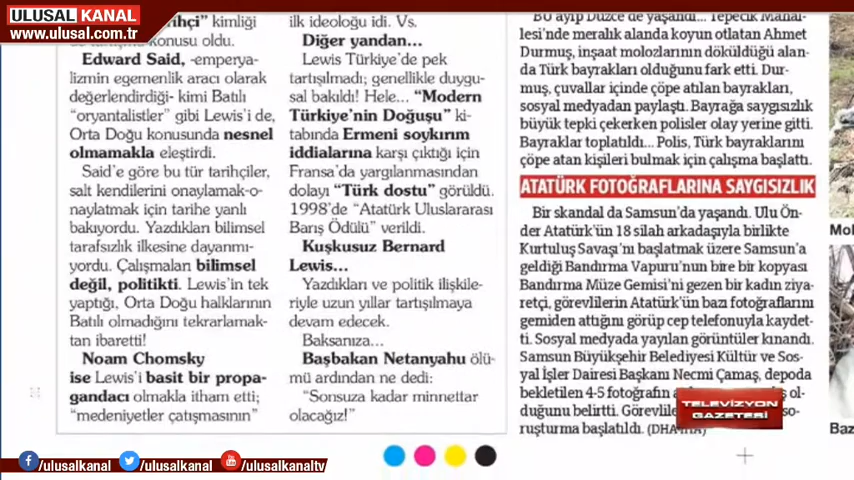 ULUSAL KANAL
www.ulusal.com.tr
kimliği
konusu oldu.
Edward Said, -emperya-
lizmin egemenlik aracı olarak
değerlendirdiği- kimi Batılı
“oryantalistler” gibi Lewis'i de,
Orta Doğu konusunda nesnel
olmamakla eleştirdi.
Said'e göre bu tür tarihçiler,
salt kendilerini onaylamak-o-
naylatmak için tarihe yanlı
bakıyordu. Yazdıkları bilimsel
tarafsızlık ilkesine dayanmı-
yordu. Çalışmaları bilimsel
değil, politikti. Lewis'in tek
yaptığı, Orta Doğu halklarının
Batılı olmadığını tekrarlamak-
tan ibaretti!
Noam Chomsky
ise Lewis'i basit bir propa-
gandacı olmakla itham etti;
“medeniyetler çatışmasının”
ilk ideoloğu idi. Vs.
Diğer yandan...
Lewis Türkiye'de pek
tartışılmadı; genellikle duygu-
sal bakıldı! Hele... “Modern
Türkiye'nin Doğuşu” ki-
tabında Ermeni soykırım
iddialarına karşı çıktığı için
Fransa'da yargılanmasından
dolayı “Türk dostu” görüldü.
1998'de “Atatürk Uluslararası
Barış Ödülü” verildi.
Kuşkusuz Bernard
Lewis...
Yazdıkları ve politik ilişkile-
riyle uzun yıllar tartışılmaya
devam edecek.
Baksanıza...
Başbakan Netanyahu ölü-
mü ardından ne dedi:
“Sonsuza kadar minnettar
olacağız!”
BU ayıp Düzce'de yaşandı... Tepecik Mahal-
lesi'nde meralık alanda koyun otlatan Ahmet
Durmuş, inşaat molozlarının döküldüğü alan-
da Türk bayrakları olduğunu fark etti. Dur-
muş, çuvallar içinde çöpe atılan bayrakları,
sosyal medyadan paylaştı. Bayrağa saygısızlık
büyük tepki çekerken polisler olay yerine gitti.
Bayraklar toplatıldı... Polis, Türk bayraklarını
çöpe atan kişileri bulmak için çalışma başlattı.
ATATÜRK FOTOĞRAFLARINA SAYGISIZLIK
Bir skandal da Samsun'da yaşandı. Ulu Ön-
der Atatürk'ün 18 silah arkadaşıyla birlikte
Kurtuluş Savaşı'nı başlatmak üzere Samsun'a
geldiği Bandırma Vapuru'nun bire bir kopyası
Bandırma Müze Gemisi'ni gezen bir kadın ziya-
retçi, görevlilerin Atatürk'ün bazı fotoğraflarını
gemiden attığını görüp cep telefonuyla kaydet-
ti. Sosyal medyada yayılan görüntüler kınandı.
Samsun Büyükşehir Belediyesi Kültür ve Sos-
yal İşler Dairesi Başkanı Necmi Çamaş, depoda
bekletilen 4-5 fotoğrafın ol-
duğunu belirtti. Görevlile so-
ruşturma başlatıldı. (DHA-İHA)
TELEVİZYON
GAZETESİ
/ulusalkanal
/ulusalkanal
/ulusalkanaltv